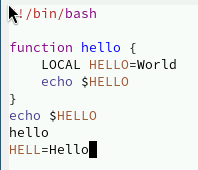 !/bin/bash
function hello {
    LOCAL HELLO=World
    echo $HELLO
}
echo $HELLO
hello
HELL=Hello